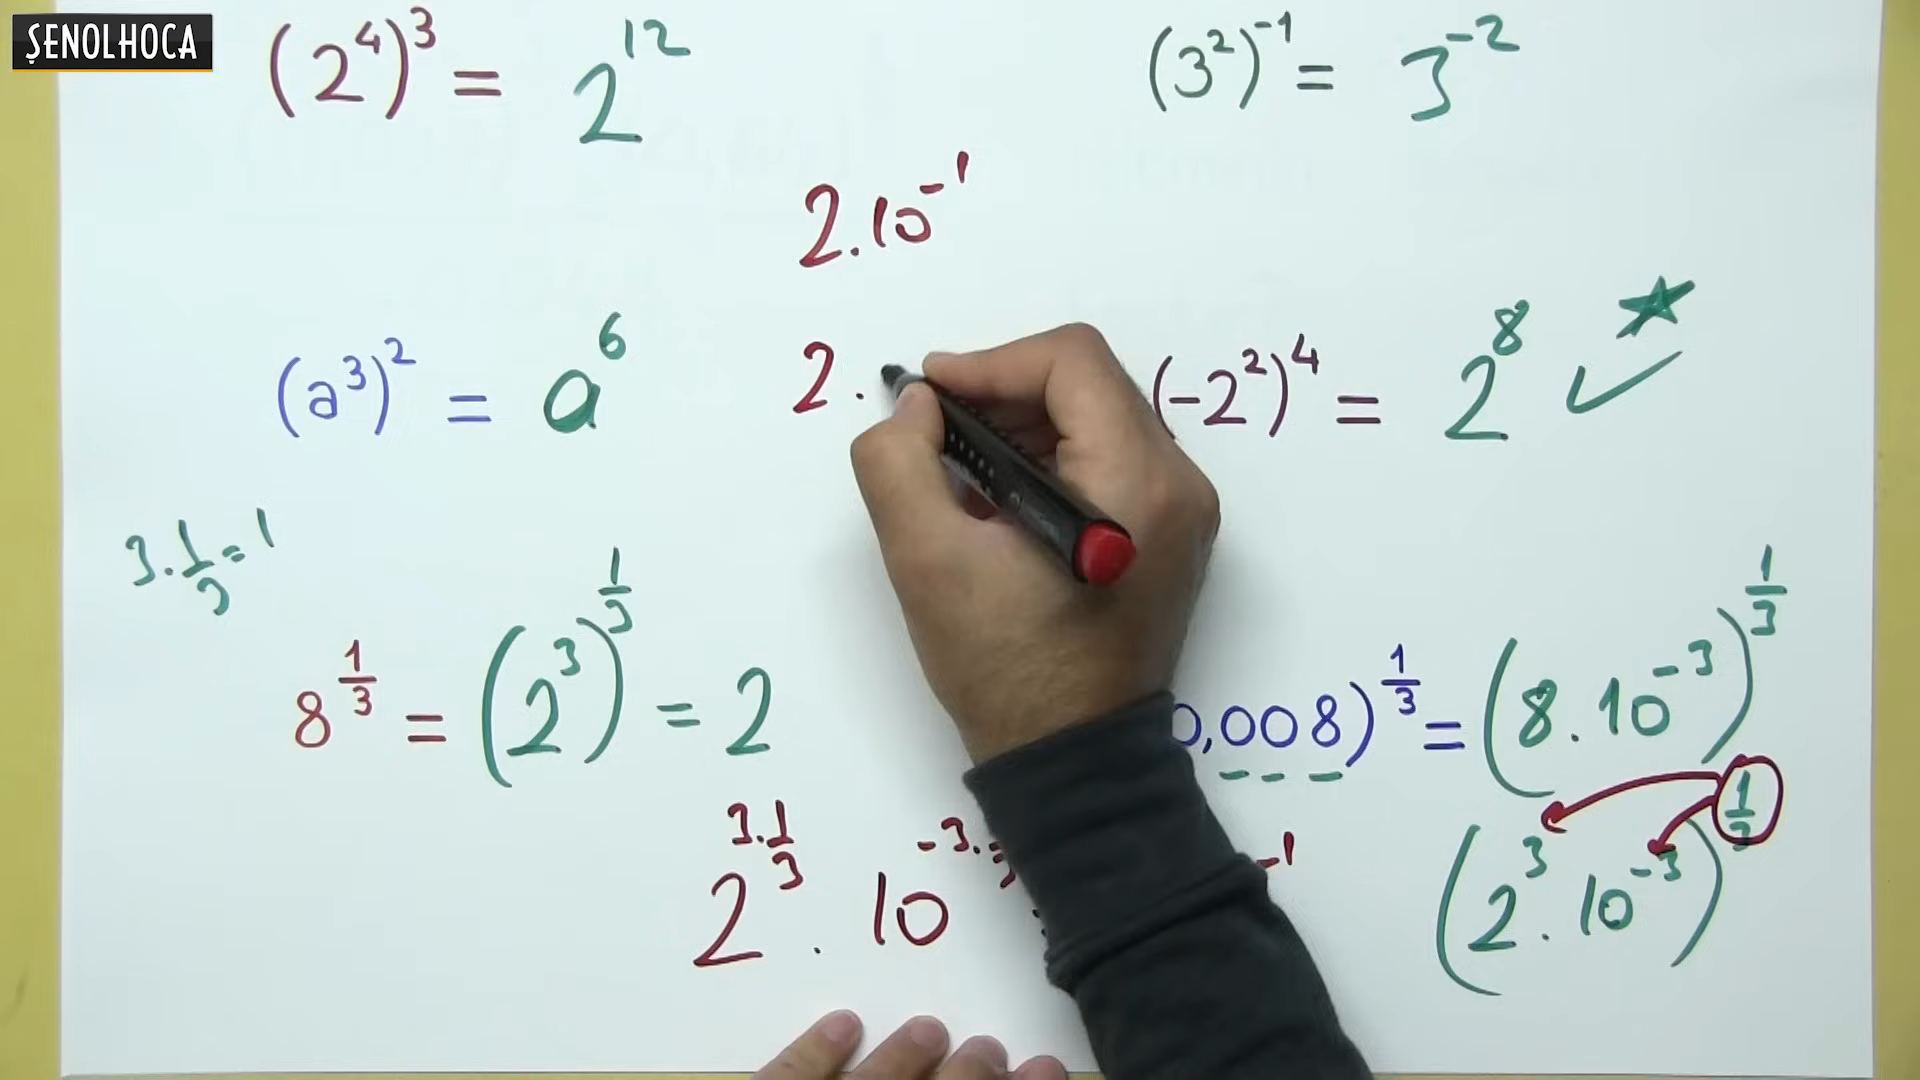 ŞENOLHOCA
(2⁴)³ = 2¹²
(3²)⁻¹ = 3⁻²
2.10⁻¹
2.
(a³)² = a⁶
(-2²)⁴ = 2⁸
3.1/3=1
8^(1/3) = (2³)^(1/3) = 2
0,008)^(1/3) = (8.10⁻³)^(1/3)
(2³.10⁻³)^(1/3)
2^(3.1/3) . 10^(-3.
-1